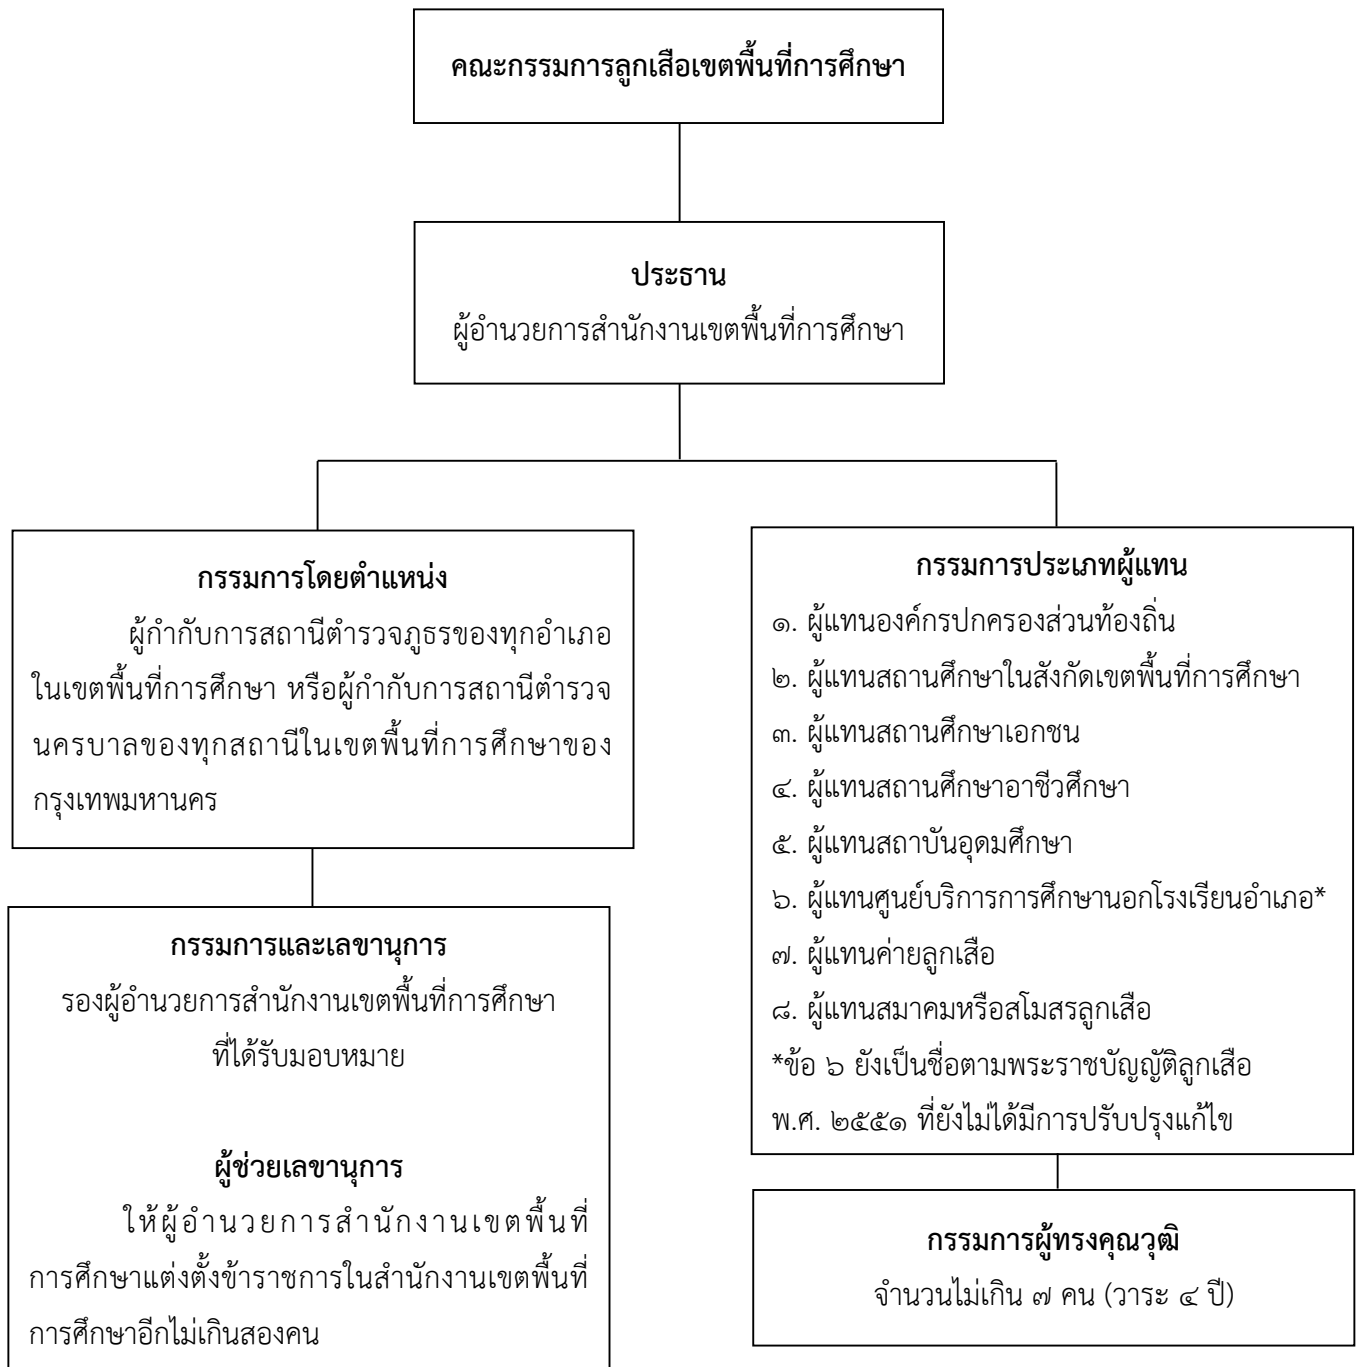 คณะกรรมการลูกเสือเขตพื้นที่การศึกษา
ประธาน
ผู้อำนวยการสำนักงานเขตพื้นที่การศึกษา
กรรมการโดยตำแหน่ง
ผู้กำกับการสถานีตำรวจภูธรของทุกอำเภอ
ในเขตพื้นที่การศึกษา หรือผู้กำกับการสถานีตำรวจ
นครบาลของทุกสถานีในเขตพื้นที่การศึกษาของ
กรุงเทพมหานคร
กรรมการและเลขานุการ
รองผู้อำนวยการสำนักงานเขตพื้นที่การศึกษา
ที่ได้รับมอบหมาย
ผู้ช่วยเลขานุการ
ให้ผู้อำนวยการสำนักงานเขตพื้นที่
การศึกษาแต่งตั้งข้าราชการในสำนักงานเขตพื้นที่
การศึกษาอีกไม่เกินสองคน
กรรมการประเภทผู้แทน
๑. ผู้แทนองค์กรปกครองส่วนท้องถิ่น
๒. ผู้แทนสถานศึกษาในสังกัดเขตพื้นที่การศึกษา
๓. ผู้แทนสถานศึกษาเอกชน
๔. ผู้แทนสถานศึกษาอาชีวศึกษา
๕. ผู้แทนสถาบันอุดมศึกษา
๖. ผู้แทนศูนย์บริการการศึกษานอกโรงเรียนอำเภอ*
๗. ผู้แทนค่ายลูกเสือ
๘. ผู้แทนสมาคมหรือสโมสรลูกเสือ
*ข้อ ๖ ยังเป็นชื่อตามพระราชบัญญัติลูกเสือ
พ.ศ. ๒๕๕๑ ที่ยังไม่ได้มีการปรับปรุงแก้ไข
กรรมการผู้ทรงคุณวุฒิ
จำนวนไม่เกิน ๗ คน (วาระ ๔ ปี)